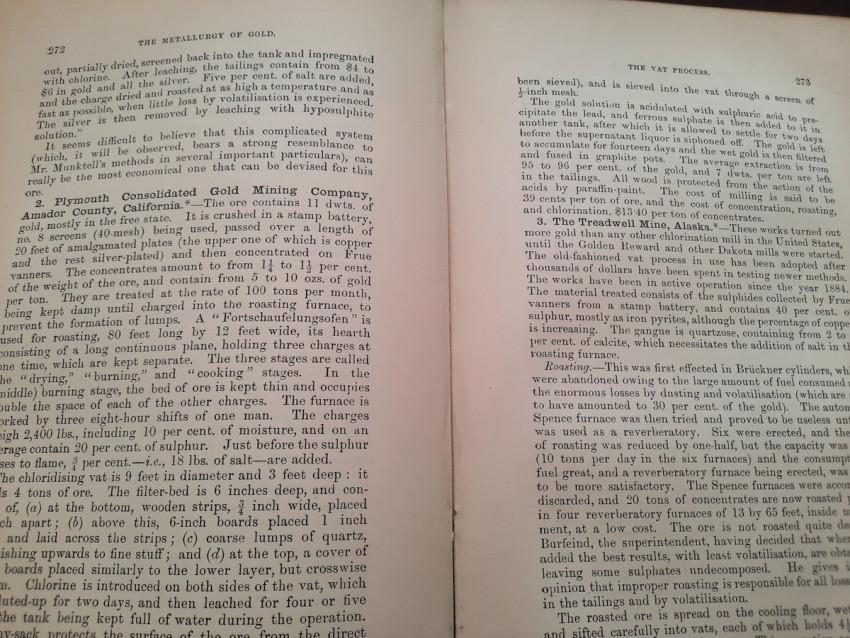 272
THE METALLURGY OF GOLD.
out, partially dried, screened back into the tank and impregnated
with chlorine. After leaching, the tailings contain from $4 to
$6 in gold and all the silver. Five per cent. of salt are added,
and the charge dried and roasted at as high a temperature and as
fast as possible, when little loss by volatilisation is experienced.
The silver is then removed by leaching with hyposulphite
solution."
It seems difficult to believe that this complicated system
(which, it will be observed, bears a strong resemblance to
Mr. Munktell's methods in several important particulars), can
really be the most economical one that can be devised for this
ore.
2. Plymouth Consolidated Gold Mining Company,
Amador County, California.*—The ore contains 11 dwts. of
gold, mostly in the free state. It is crushed in a stamp battery,
no. 8 screens (40-mesh) being used, passed over a length of
20 feet of amalgamated plates (the upper one of which is copper
and the rest silver-plated) and then concentrated on Frue
vanners. The concentrates amount to from 1¼ to 1½ per cent.
of the weight of the ore, and contain from 5 to 10 ozs. of gold
per ton. They are treated at the rate of 100 tons per month,
being kept damp until charged into the roasting furnace, to
prevent the formation of lumps. A "Fortschaufelungsofen" is
used for roasting, 80 feet long by 12 feet wide, its hearth
consisting of a long continuous plane, holding three charges at
one time, which are kept separate. The three stages are called
he "drying," "burning," and "cooking" stages. In the
middle) burning stage, the bed of ore is kept thin and occupies
ouble the space of each of the other charges. The furnace is
orked by three eight-hour shifts of one man. The charges
eigh 2,400 lbs., including 10 per cent. of moisture, and on an
erage contain 20 per cent. of sulphur. Just before the sulphur
ses to flame, ¾ per cent.—i.e., 18 lbs. of salt—are added.
The chloridising vat is 9 feet in diameter and 3 feet deep: it
ds 4 tons of ore. The filter-bed is 6 inches deep, and con-
of, (a) at the bottom, wooden strips, ¾ inch wide, placed
ch apart; (b) above this, 6-inch boards placed 1 inch
and laid across the strips; (c) coarse lumps of quartz,
ishing upwards to fine stuff; and (d) at the top, a cover of
boards placed similarly to the lower layer, but crosswise
m. Chlorine is introduced on both sides of the vat, which
luted-up for two days, and then leached for four or five
the tank being kept full of water during the operation.
ny-sack protects the surface of the ore from the direct
THE VAT PROCESS.
273
been sieved), and is sieved into the vat through a screen of
½-inch mesh.
The gold solution is acidulated with sulphuric acid to pre-
cipitate the lead, and ferrous sulphate is then added to it in
another tank, after which it is allowed to settle for two days
before the supernatant liquor is siphoned off. The gold is left
to accumulate for fourteen days and the wet gold is then filtered
and fused in graphite pots. The average extraction is from
95 to 96 per cent. of the gold, and 7 dwts. per ton are left
in the tailings. All wood is protected from the action of the
acids by paraffin-paint. The cost of milling is said to be
39 cents per ton of ore, and the cost of concentration, roasting,
and chlorination, $13·40 per ton of concentrates.
3. The Treadwell Mine, Alaska.*—These works turned out
more gold than any other chlorination mill in the United States,
until the Golden Reward and other Dakota mills were started.
The old-fashioned vat process in use has been adopted after
thousands of dollars have been spent in testing newer methods.
The works have been in active operation since the year 1884.
The material treated consists of the sulphides collected by Frue
vanners from a stamp battery, and contains 40 per cent. of
sulphur, mostly as iron pyrites, although the percentage of copper
is increasing. The gangue is quartzose, containing from 2 to
per cent. of calcite, which necessitates the addition of salt in th
roasting furnace.
Roasting.—This was first effected in Brückner cylinders, whi
were abandoned owing to the large amount of fuel consumed a
the enormous losses by dusting and volatilisation (which are s
to have amounted to 30 per cent. of the gold). The autom
Spence furnace was then tried and proved to be useless unti
was used as a reverberatory. Six were erected, and the
of roasting was reduced by one-half, but the capacity was
(10 tons per day in the six furnaces) and the consumpt
fuel great, and a reverberatory furnace being erected, was
to be more satisfactory. The Spence furnaces were accor
discarded, and 20 tons of concentrates are now roasted p
in four reverberatory furnaces of 13 by 65 feet, inside m
ment, at a low cost. The ore is not roasted quite de
Burfeind, the superintendent, having decided that when
added the best results, with least volatilisation, are obt
leaving some sulphates undecomposed. He gives i
opinion that improper roasting is responsible for all loss
in the tailings and by volatilisation.
The roasted ore is spread on the cooling floor, wet
and sifted carefully into vats, each of which holds 4½